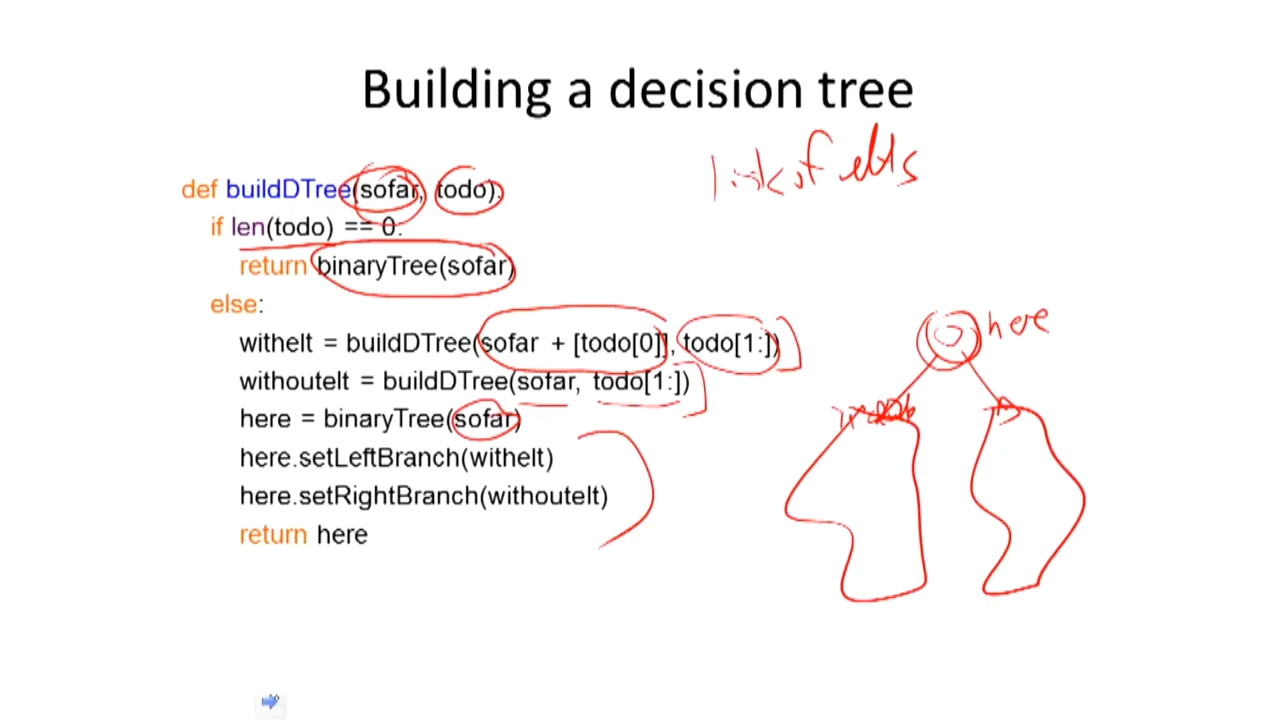 Building a decision tree
list of elts
def buildDTree(sofar, todo):
if len(todo) == 0:
return binaryTree(sofar)
else:
withelt = buildDTree(sofar + [todo[0]], todo[1:])
withoutelt = buildDTree(sofar, todo[1:])
here = binaryTree(sofar)
here.setLeftBranch(withelt)
here.setRightBranch(withoutelt)
return here
here